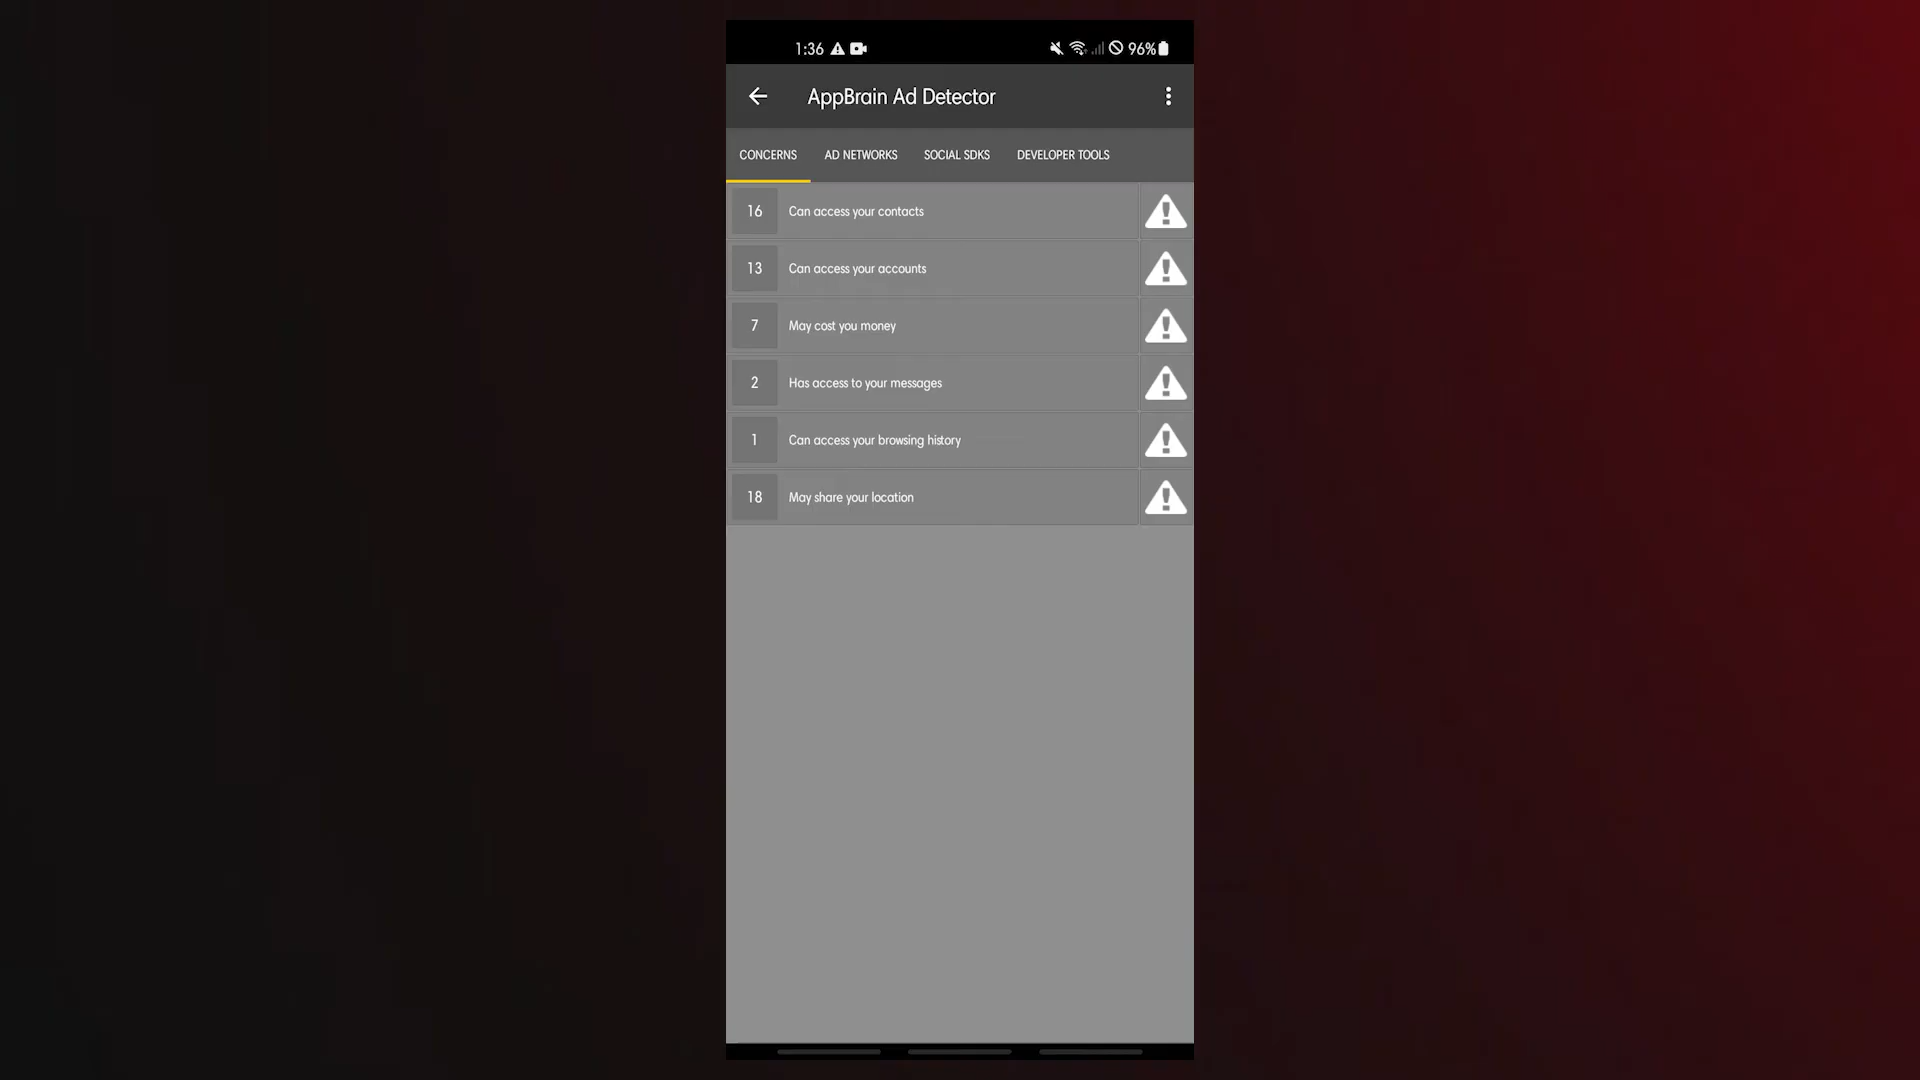 1:36 96%
AppBrain Ad Detector
CONCERNS AD NETWORKS SOCIAL SDKS DEVELOPER TOOLS
16 Can access your contacts
13 Can access your accounts
7 May cost you money
2 Has access to your messages
1 Can access your browsing history
18 May share your location